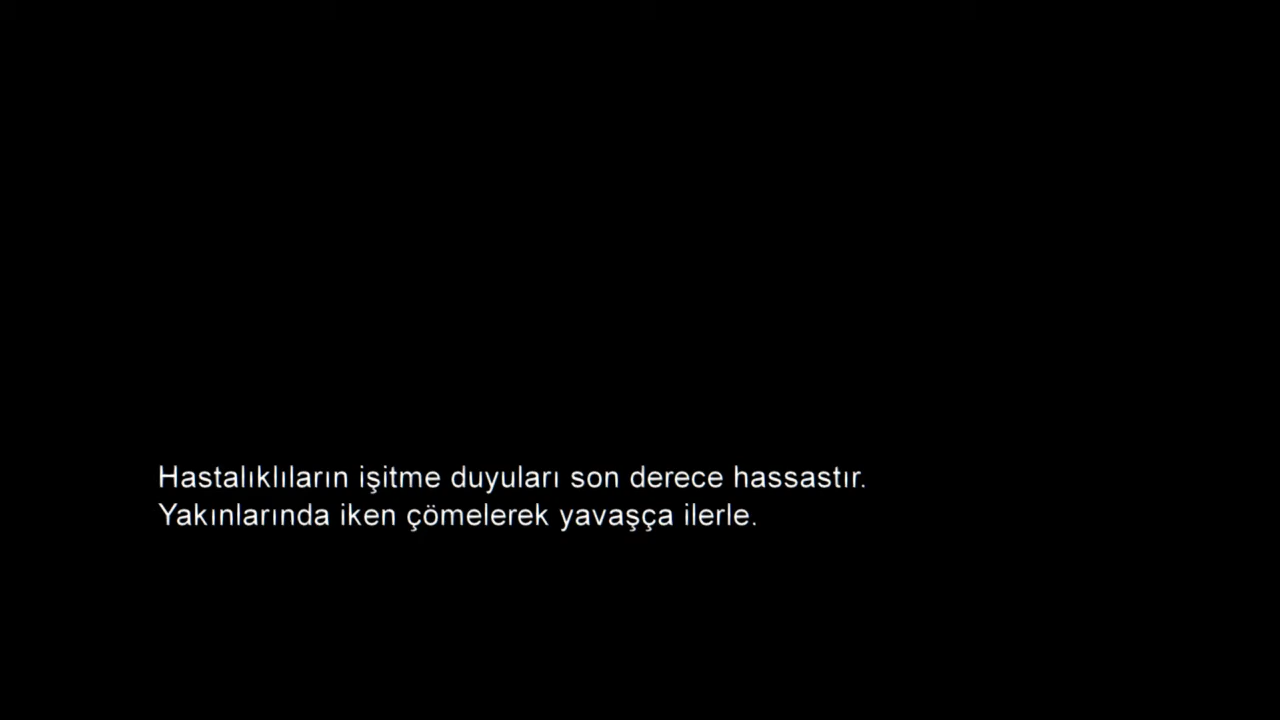 Hastalıklıların işitme duyuları son derece hassastır.
Yakınlarında iken çömelerek yavaşça ilerle.